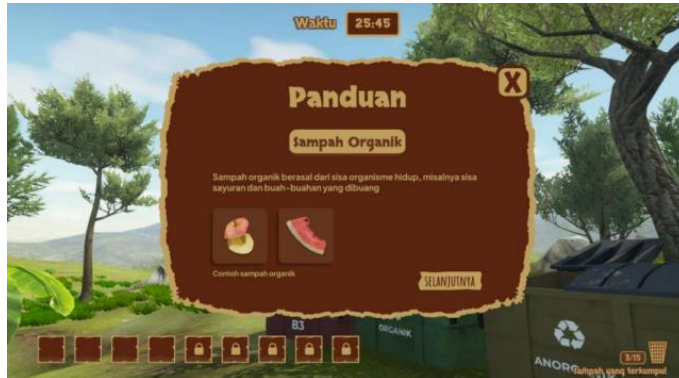 Waktu 25:45
X
Panduan
Sampah Organik
Sampah organik berasal dari sisa organisme hidup, misalnya sisa
sayuran dan buah-buahan yang dibuang
Contoh sampah organik
SELANJUTNYA
B3
ORGANIK
3/15
Sampah yang terkumpul